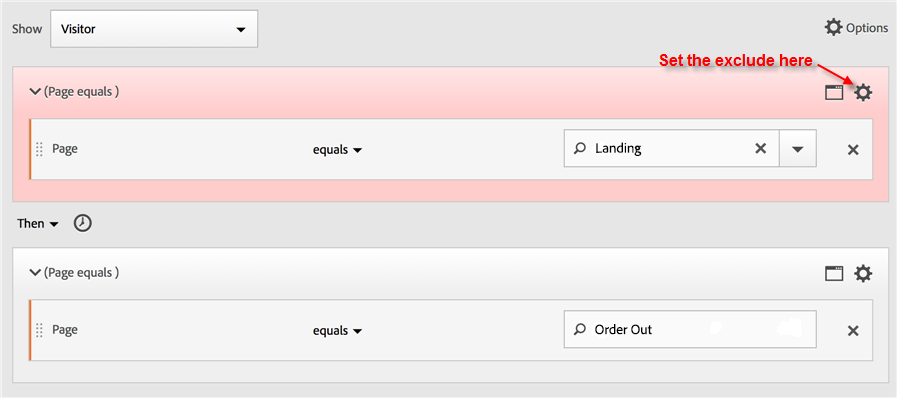 Show Visitor Options
Set the exclude here
(Page equals )
Page equals Landing
Then
(Page equals )
Page equals Order Out